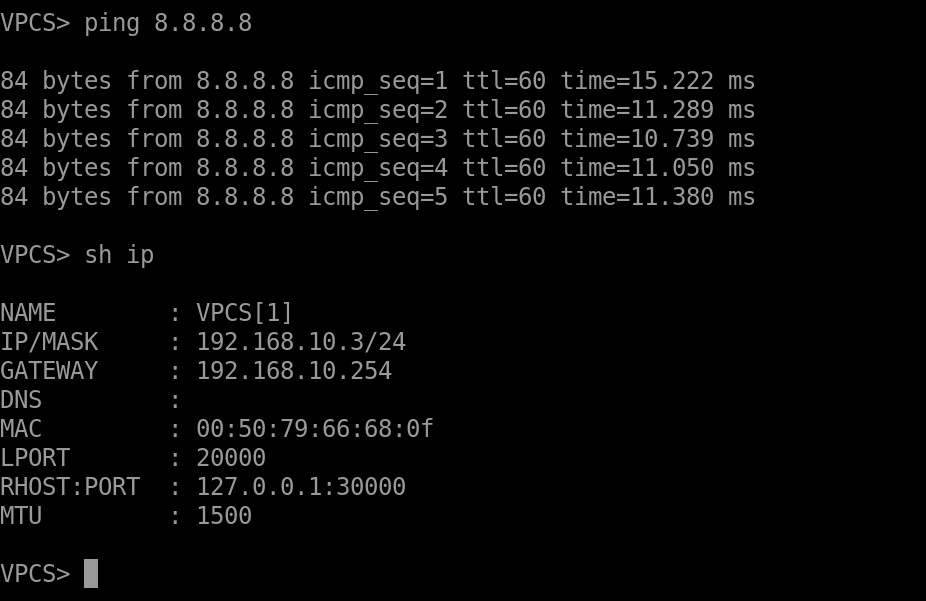 VPCS> ping 8.8.8.8
84 bytes from 8.8.8.8 icmp_seq=1 ttl=60 time=15.222 ms
84 bytes from 8.8.8.8 icmp_seq=2 ttl=60 time=11.289 ms
84 bytes from 8.8.8.8 icmp_seq=3 ttl=60 time=10.739 ms
84 bytes from 8.8.8.8 icmp_seq=4 ttl=60 time=11.050 ms
84 bytes from 8.8.8.8 icmp_seq=5 ttl=60 time=11.380 ms
VPCS> sh ip
NAME        : VPCS[1]
IP/MASK     : 192.168.10.3/24
GATEWAY     : 192.168.10.254
DNS         :
MAC         : 00:50:79:66:68:0f
LPORT       : 20000
RHOST:PORT  : 127.0.0.1:30000
MTU         : 1500
VPCS>